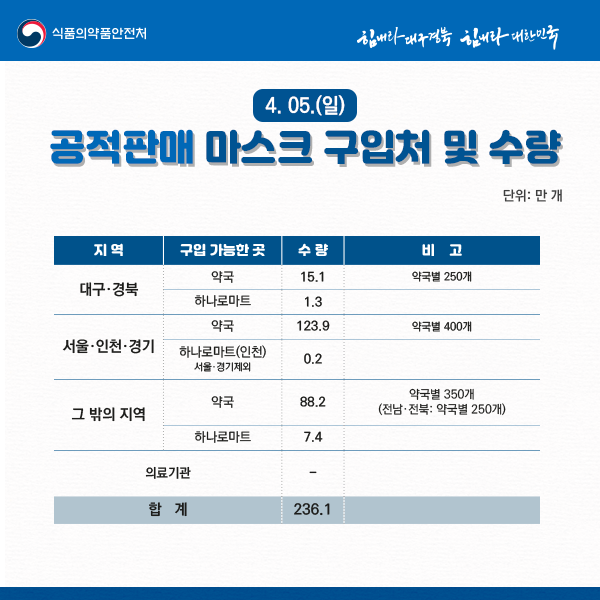 식품의약품안전처
힘내라 대구경북 힘내라 대한민국
4. 05.(일)
공적판매 마스크 구입처 및 수량
단위: 만 개
지 역 구입 가능한 곳 수 량 비 고
대구·경북 약국 15.1 약국별 250개
하나로마트 1.3
서울·인천·경기 약국 123.9 약국별 400개
하나로마트(인천) 0.2
서울·경기제외
그 밖의 지역 약국 88.2 약국별 350개
(전남·전북: 약국별 250개)
하나로마트 7.4
의료기관 -
합 계 236.1